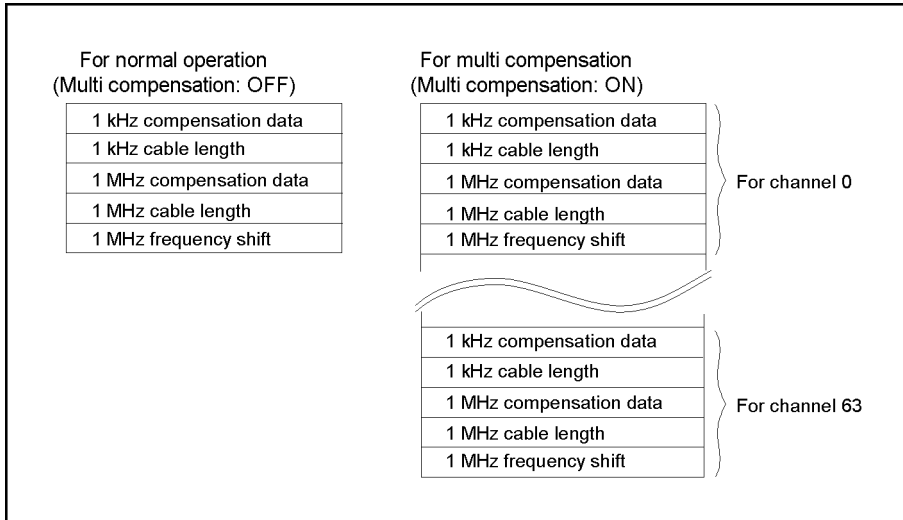 For normal operation
(Multi compensation: OFF)
1 kHz compensation data
1 kHz cable length
1 MHz compensation data
1 MHz cable length
1 MHz frequency shift
For multi compensation
(Multi compensation: ON)
1 kHz compensation data
1 kHz cable length
1 MHz compensation data
1 MHz cable length
1 MHz frequency shift
For channel 0
1 kHz compensation data
1 kHz cable length
1 MHz compensation data
1 MHz cable length
1 MHz frequency shift
For channel 63